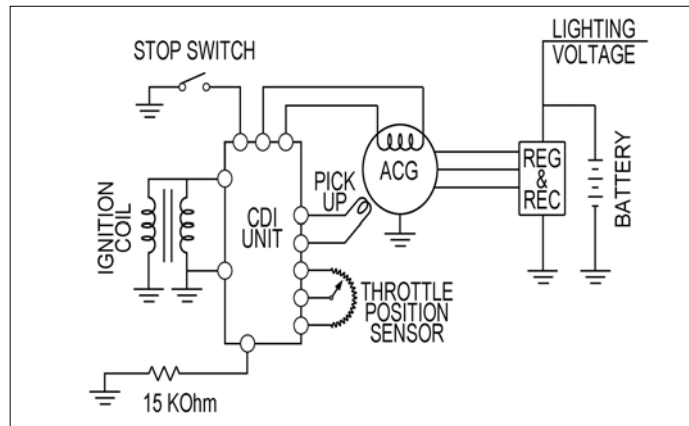 LIGHTING
VOLTAGE
STOP SWITCH
ACG
REG
&
REC
BATTERY
PICK
UP
CDI
UNIT
IGNITION
COIL
THROTTLE
POSITION
SENSOR
15 KOhm